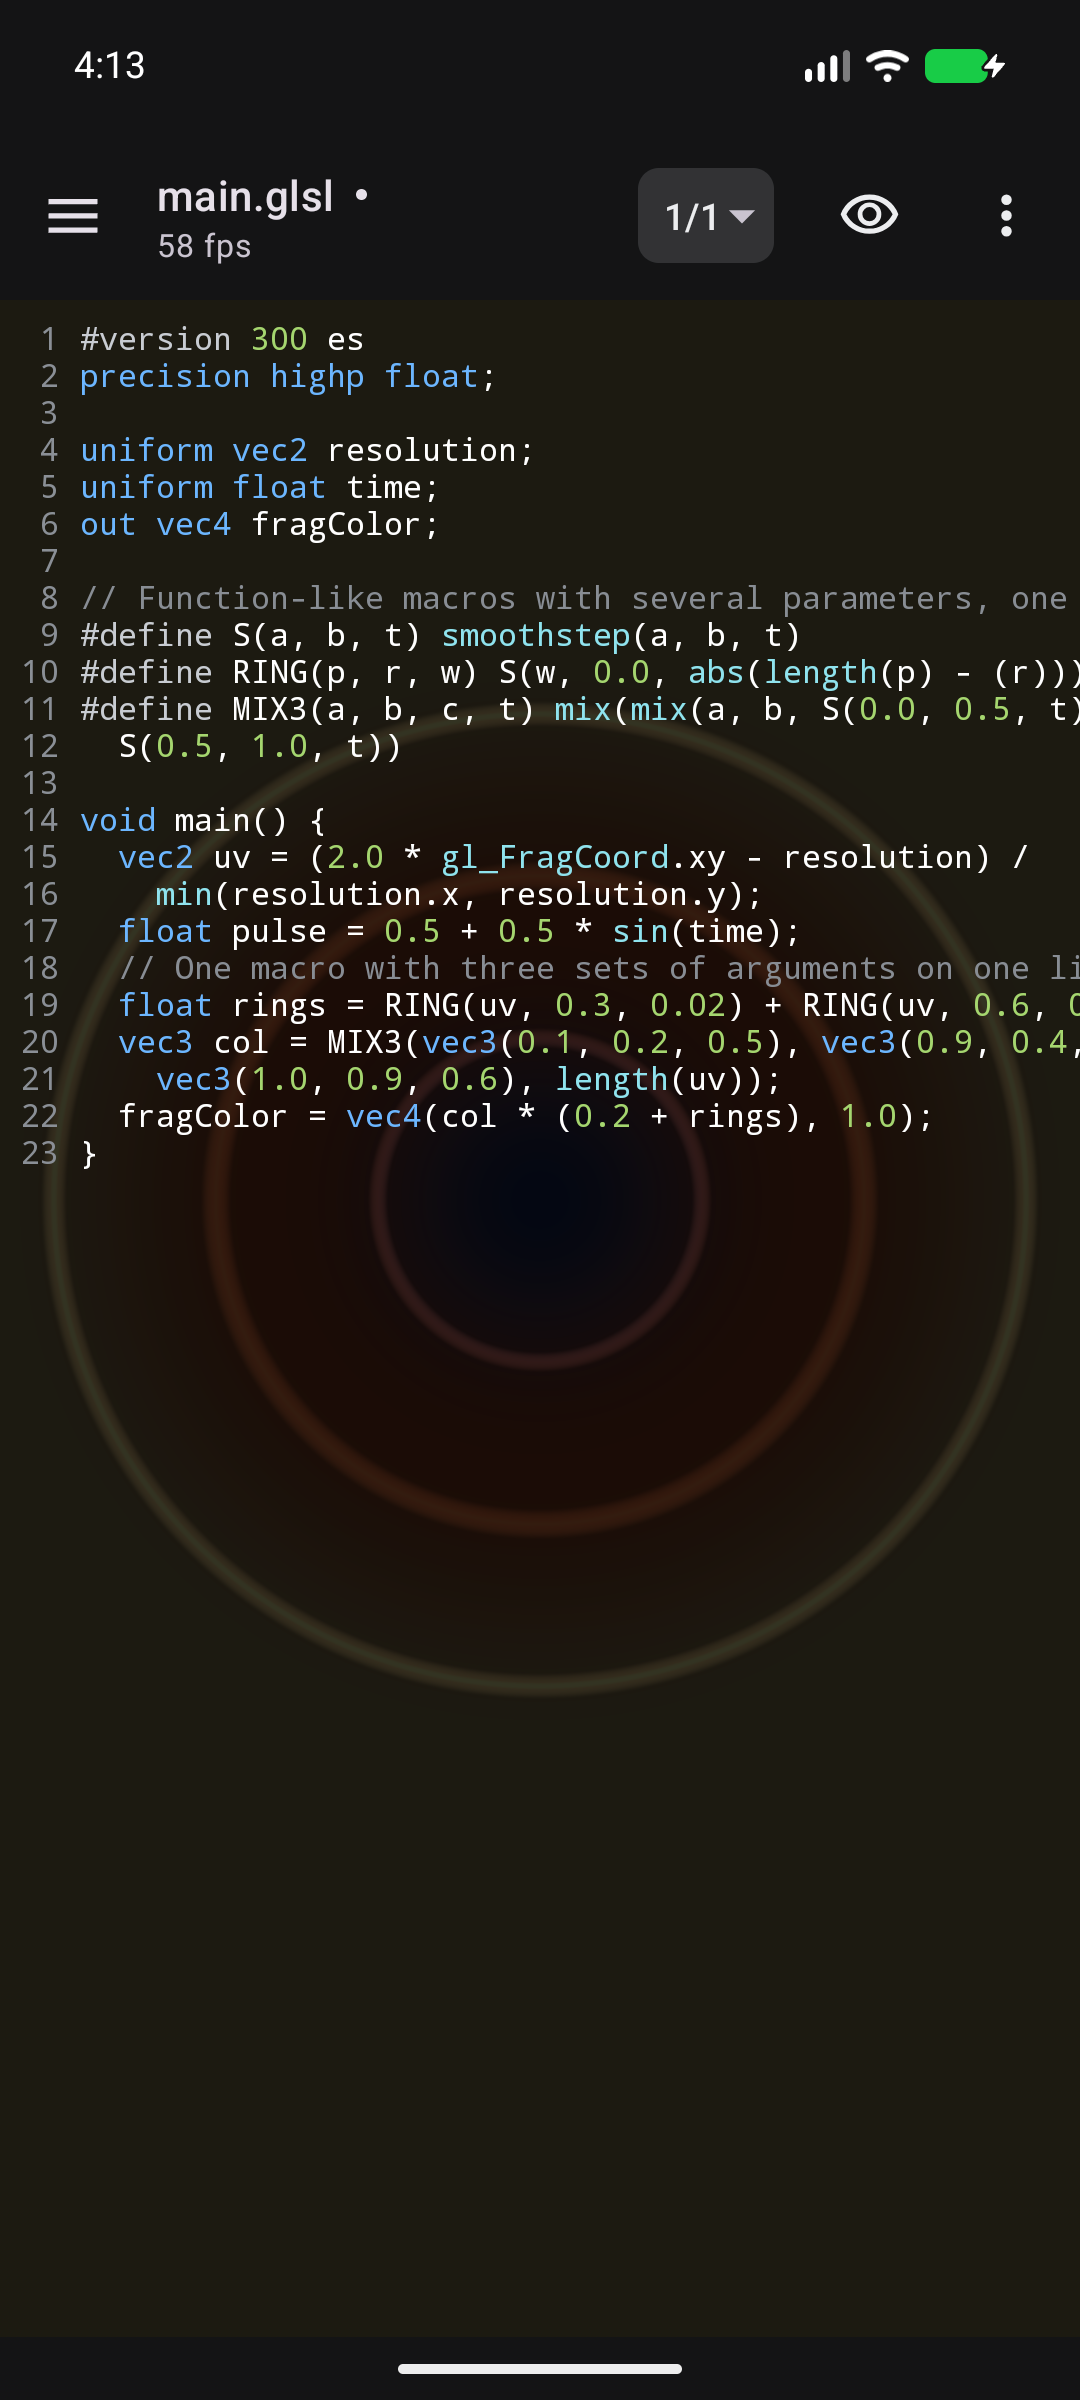 4:13
main.glsl •
58 fps
1/1
1 #version 300 es
2 precision highp float;
3
4 uniform vec2 resolution;
5 uniform float time;
6 out vec4 fragColor;
7
8 // Function-like macros with several parameters, one
9 #define S(a, b, t) smoothstep(a, b, t)
10 #define RING(p, r, w) S(w, 0.0, abs(length(p) - (r)))
11 #define MIX3(a, b, c, t) mix(mix(a, b, S(0.0, 0.5, t)
12   S(0.5, 1.0, t))
13
14 void main() {
15   vec2 uv = (2.0 * gl_FragCoord.xy - resolution) /
16     min(resolution.x, resolution.y);
17   float pulse = 0.5 + 0.5 * sin(time);
18   // One macro with three sets of arguments on one li
19   float rings = RING(uv, 0.3, 0.02) + RING(uv, 0.6, 0
20   vec3 col = MIX3(vec3(0.1, 0.2, 0.5), vec3(0.9, 0.4,
21     vec3(1.0, 0.9, 0.6), length(uv));
22   fragColor = vec4(col * (0.2 + rings), 1.0);
23 }